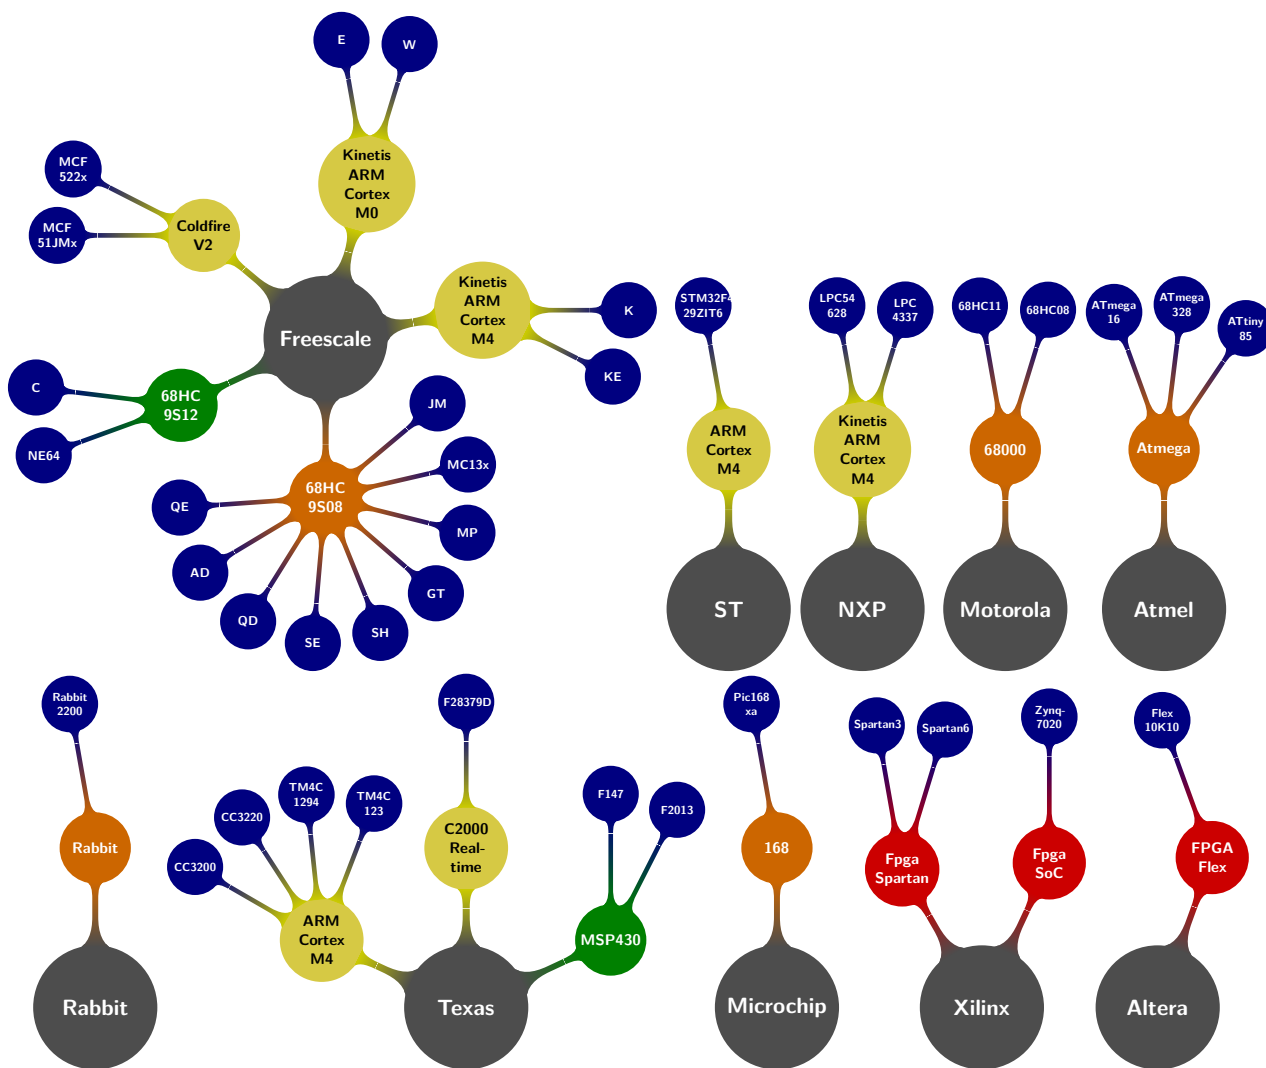 E
W
Kinetis
ARM
Cortex
M0
MCF
522x
MCF
51JMx
Coldfire
V2
Freescale
Kinetis
ARM
Cortex
M4
K
KE
C
NE64
68HC
9S12
68HC
9S08
JM
MC13x
MP
GT
SH
SE
QD
AD
QE
STM32F4
29ZIT6
ARM
Cortex
M4
ST
LPC54
628
LPC
4337
Kinetis
ARM
Cortex
M4
NXP
68HC11
68HC08
68000
Motorola
ATmega
16
ATmega
328
ATtiny
85
Atmega
Atmel
Rabbit
2200
Rabbit
Rabbit
CC3200
CC3220
TM4C
1294
TM4C
123
ARM
Cortex
M4
F28379D
C2000
Real-
time
F147
F2013
MSP430
Texas
Pic168
xa
168
Microchip
Spartan3
Spartan6
Fpga
Spartan
Zynq-
7020
Fpga
SoC
Xilinx
Flex
10K10
FPGA
Flex
Altera